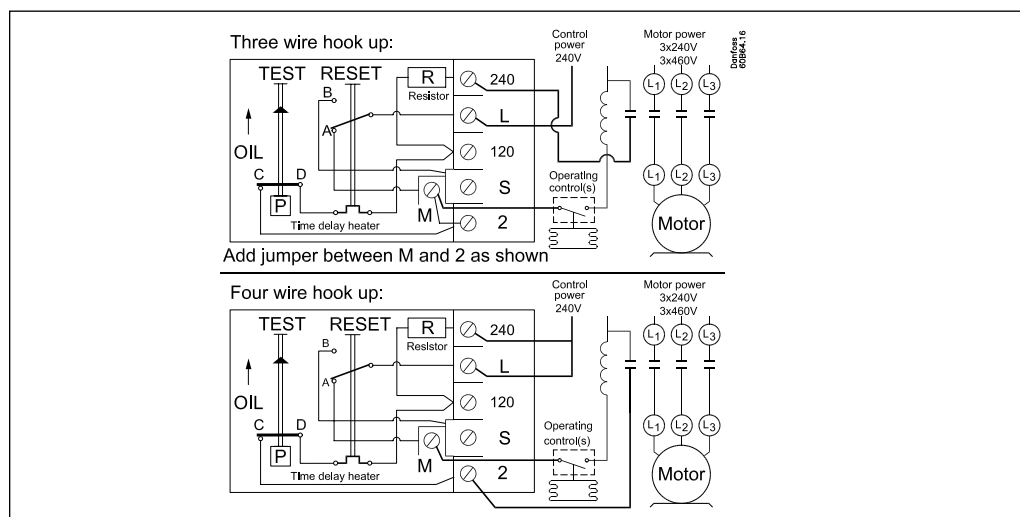 Three wire hook up:
Control
power
240V
Motor power
3x240V
3x460V
Danfoss
60B64.16
TEST RESET
R
Resistor
240
B
A
L
OIL
120
C D
S
P
M
2
Time delay heater
Operating
control(s)
L1 L2 L3
L1 L2 L3
Motor
Add jumper between M and 2 as shown
Four wire hook up:
Control
power
240V
Motor power
3x240V
3x460V
TEST RESET
R
Resistor
240
B
A
L
OIL
120
C D
S
P
M
2
Time delay heater
Operating
control(s)
L1 L2 L3
L1 L2 L3
Motor